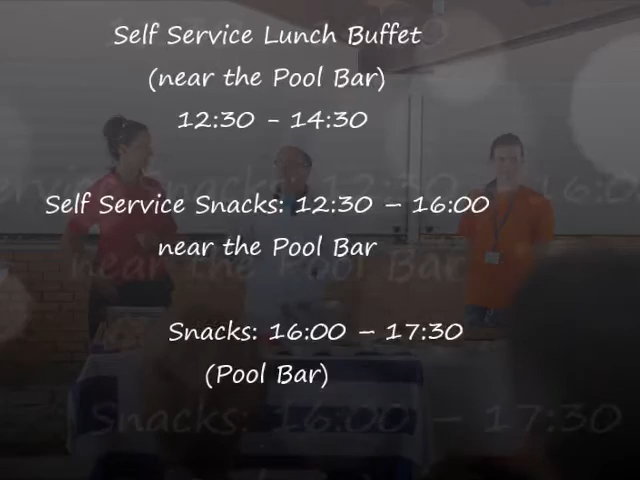 Self Service Lunch Buffet
(near the Pool Bar)
12:30 - 14:30
Self Service Snacks: 12:30 – 16:00
near the Pool Bar
Snacks: 16:00 – 17:30
(Pool Bar)